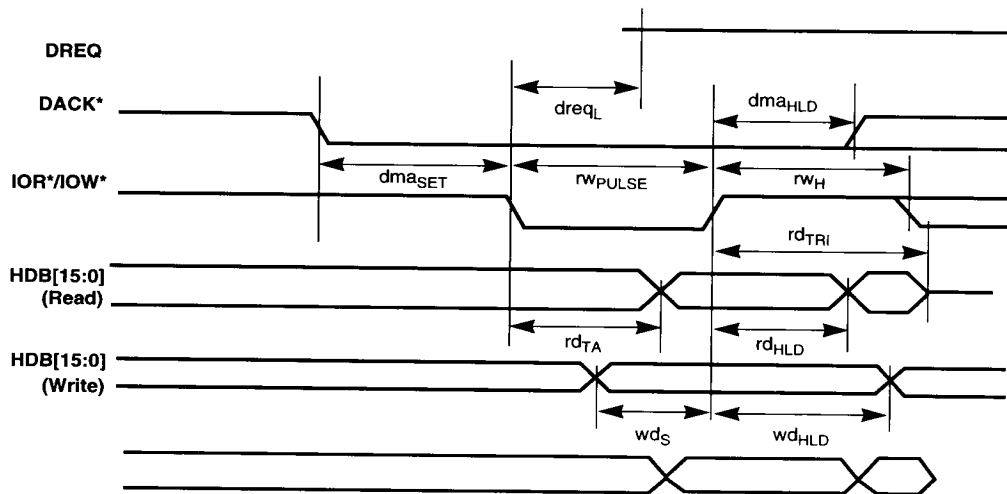 DREQ
DACK*
dreqL
dmaHLD
IOR*/IOW*
dmaSET
rwPULSE
rwH
rdTRI
HDB[15:0]
(Read)
rdTA
rdHLD
HDB[15:0]
(Write)
wdS
wdHLD